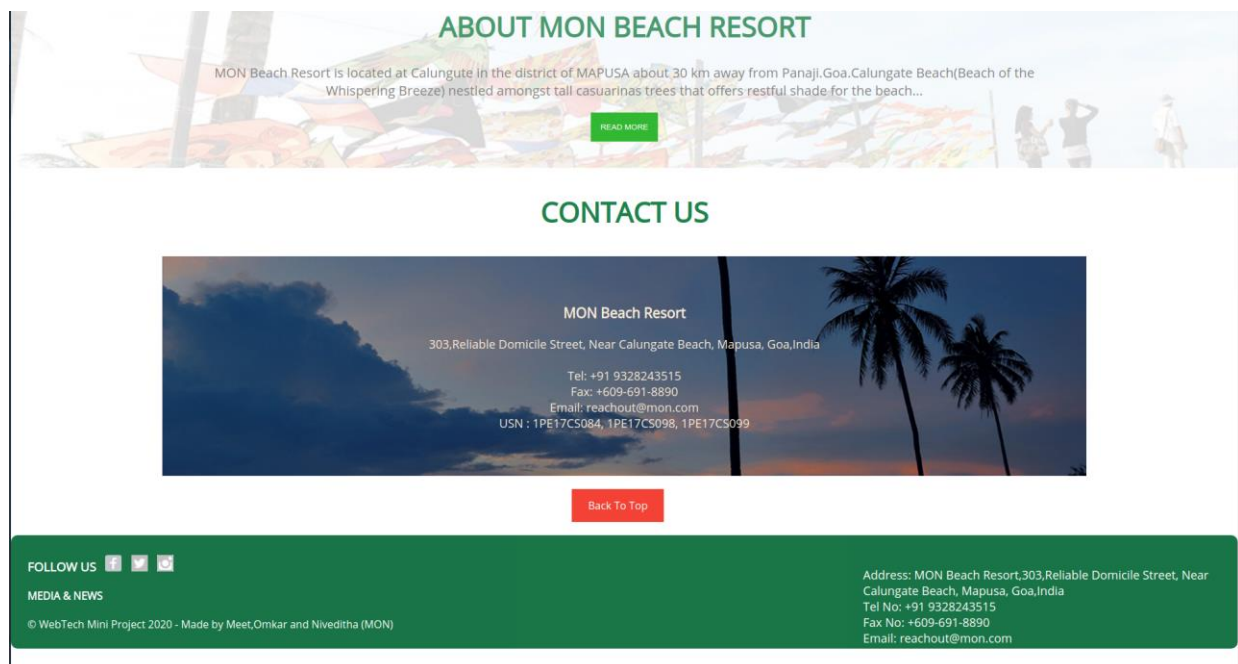 ABOUT MON BEACH RESORT
MON Beach Resort is located at Calungute in the district of MAPUSA about 30 km away from Panaji.Goa.Calungate Beach(Beach of the
Whispering Breeze) nestled amongst tall casuarinas trees that offers restful shade for the beach...
READ MORE
CONTACT US
MON Beach Resort
303,Reliable Domicile Street, Near Calungate Beach, Mapusa, Goa,India
Tel: +91 9328243515
Fax: +609-691-8890
Email: reachout@mon.com
USN : 1PE17CS084, 1PE17CS098, 1PE17CS099
Back To Top
FOLLOW US
MEDIA & NEWS
© WebTech Mini Project 2020 - Made by Meet,Omkar and Niveditha (MON)
Address: MON Beach Resort,303,Reliable Domicile Street, Near
Calungate Beach, Mapusa, Goa,India
Tel No: +91 9328243515
Fax No: +609-691-8890
Email: reachout@mon.com